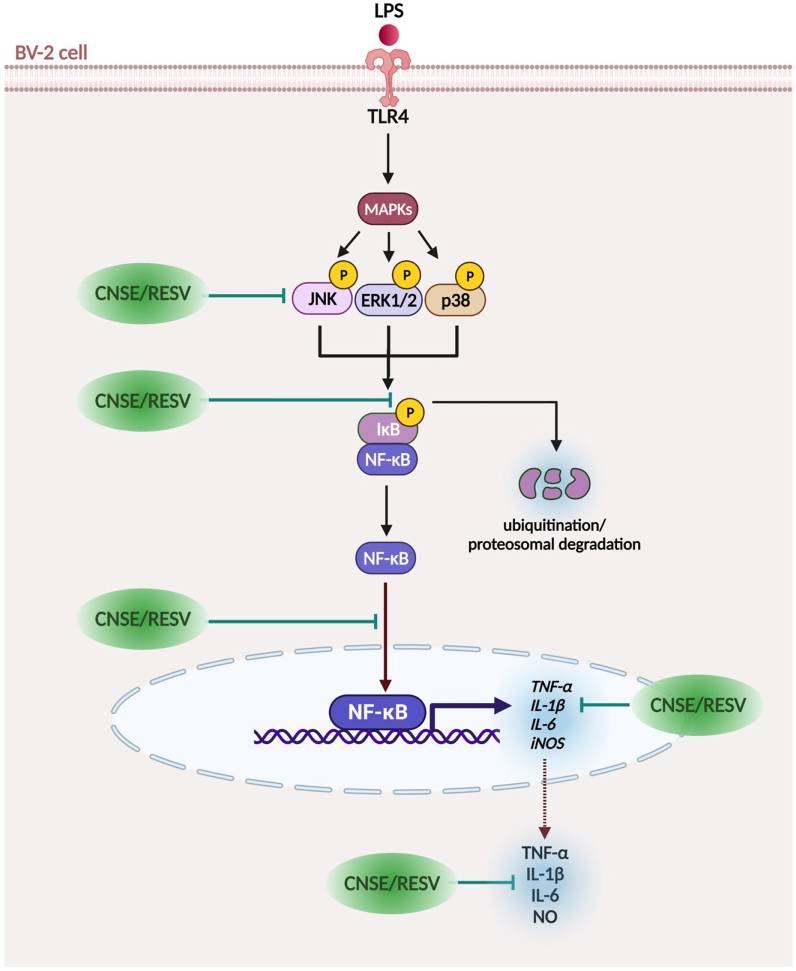 LPS
BV-2 cell
TLR4
MAPKs
P
P
P
CNSE/RESV
JNK
ERK1/2
p38
CNSE/RESV
P
IκB
NF-κB
ubiquitination/
proteosomal degradation
NF-κB
CNSE/RESV
TNF-α
IL-1β
IL-6
iNOS
CNSE/RESV
NF-κB
TNF-α
IL-1β
IL-6
NO
CNSE/RESV